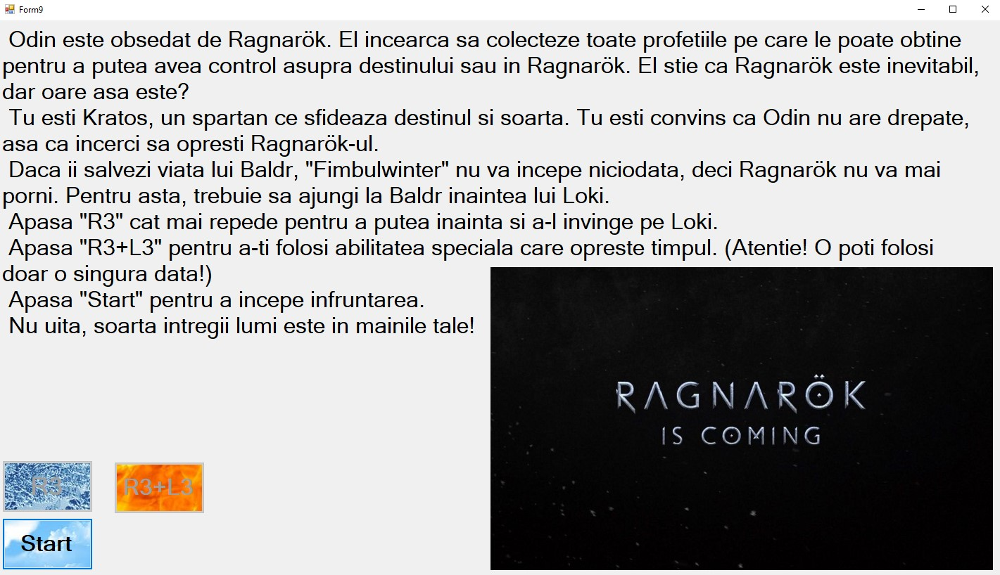 Form9
Odin este obsedat de Ragnarök. El incearca sa colecteze toate profetiile pe care le poate obtine
pentru a putea avea control asupra destinului sau in Ragnarök. El stie ca Ragnarök este inevitabil,
dar oare asa este?
Tu esti Kratos, un spartan ce sfideaza destinul si soarta. Tu esti convins ca Odin nu are drepate,
asa ca incerci sa opresti Ragnarök-ul.
Daca ii salvezi viata lui Baldr, "Fimbulwinter" nu va incepe niciodata, deci Ragnarök nu va mai
porni. Pentru asta, trebuie sa ajungi la Baldr inaintea lui Loki.
Apasa "R3" cat mai repede pentru a putea inainta si a-l invinge pe Loki.
Apasa "R3+L3" pentru a-ti folosi abilitatea speciala care opreste timpul. (Atentie! O poti folosi
doar o singura data!)
Apasa "Start" pentru a incepe infruntarea.
Nu uita, soarta intregii lumi este in mainile tale!
RAGNARÖK
IS COMING
R3
R3+L3
Start